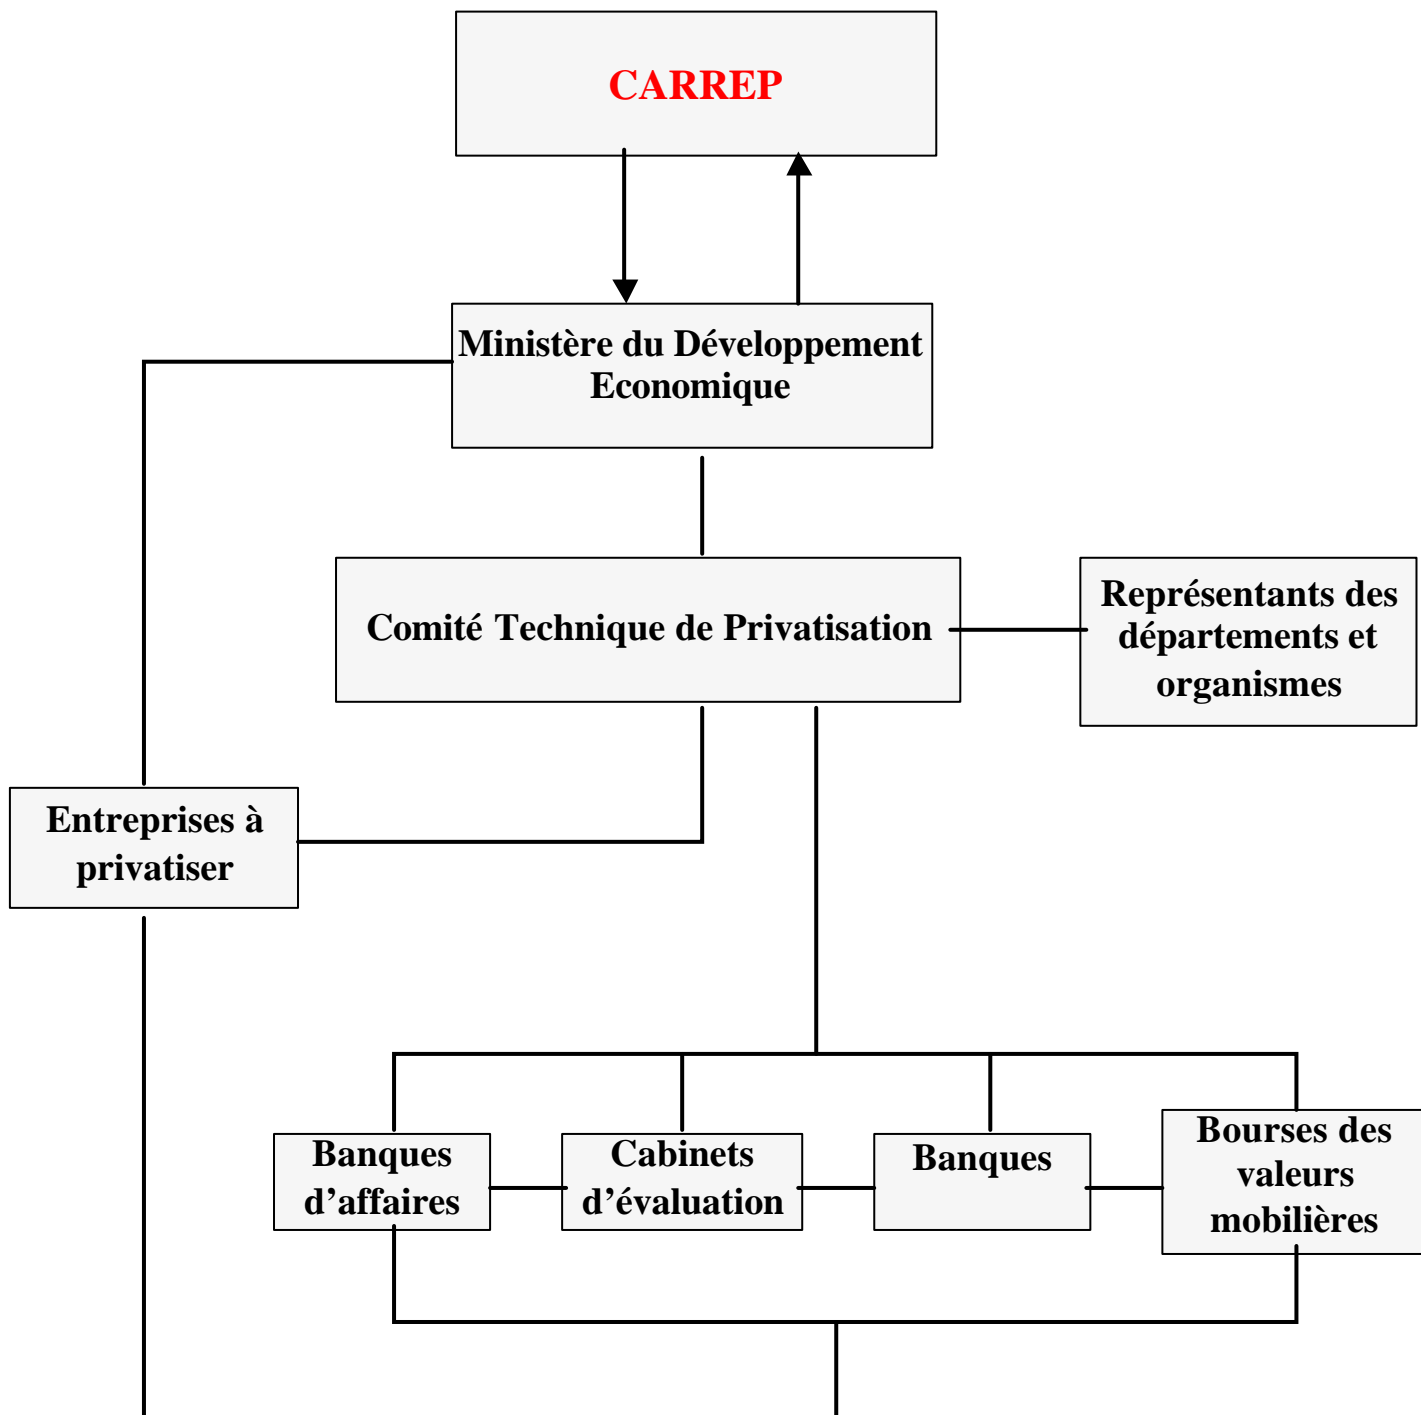 CARREP
Ministère du Développement
Economique
Comité Technique de Privatisation
Représentants des
départements et
organismes
Entreprises à
privatiser
Banques
d’affaires
Cabinets
d’évaluation
Banques
Bourses des
valeurs
mobilières